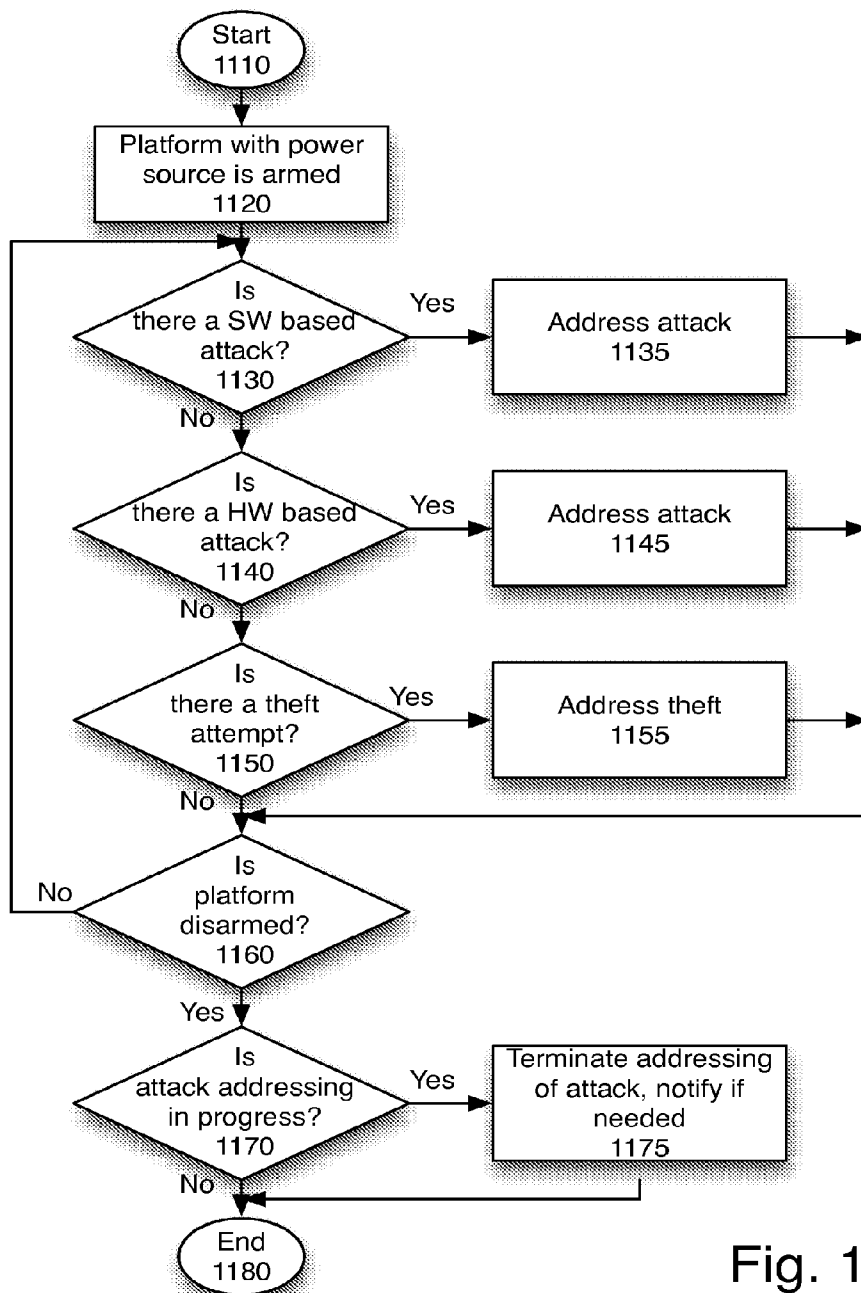 Start
1110
Platform with power
source is armed
1120
Is
there a SW based
attack?
1130
Yes
Address attack
1135
No
Is
there a HW based
attack?
1140
Yes
Address attack
1145
No
Is
there a theft
attempt?
1150
Yes
Address theft
1155
No
Is
platform
disarmed?
1160
No
Yes
Is
attack addressing
in progress?
1170
Yes
Terminate addressing
of attack, notify if
needed
1175
No
End
1180
Fig. 1